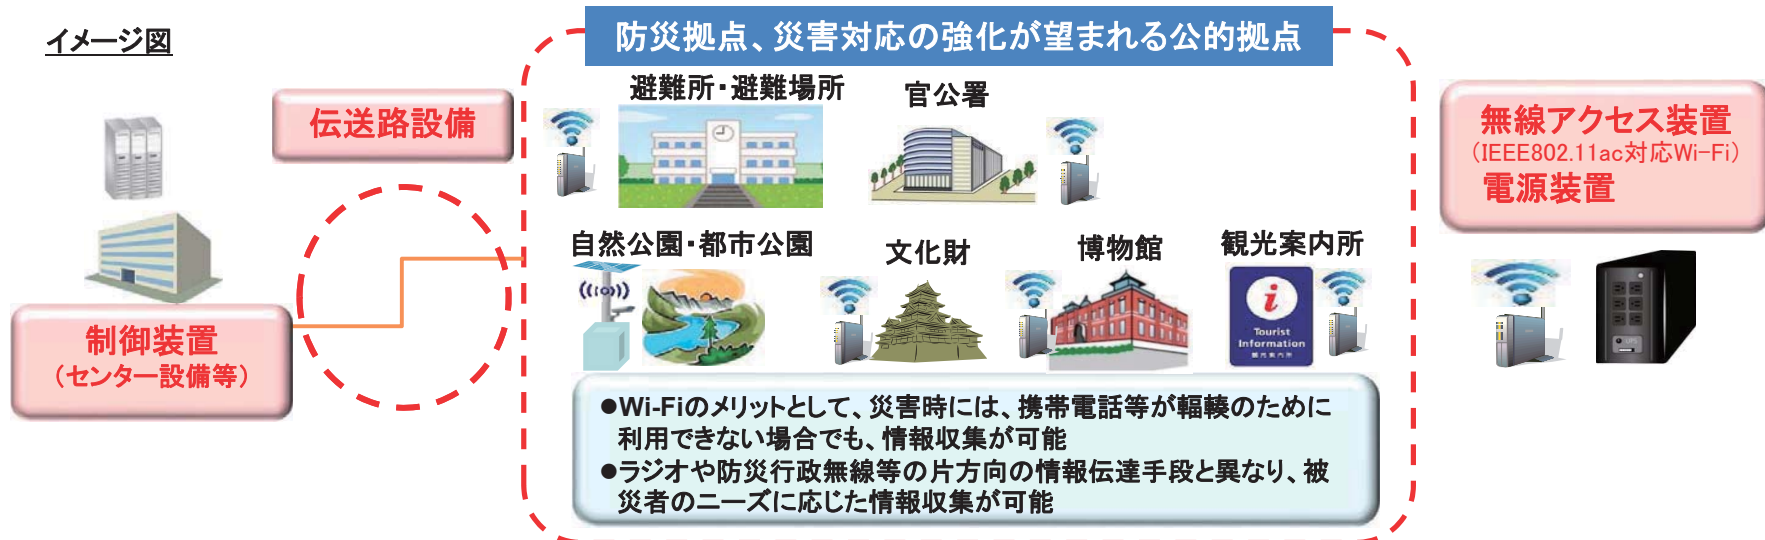 イメージ図
防災拠点、災害対応の強化が望まれる公的拠点
伝送路設備
避難所・避難場所
官公署
無線アクセス装置
（IEEE802.11ac対応Wi-Fi）
電源装置
自然公園・都市公園
文化財
博物館
観光案内所
i
Tourist
Information
観光案内所
UPS
制御装置
（センター設備等）
●Wi-Fiのメリットとして、災害時には、携帯電話等が輻輳のために
利用できない場合でも、情報収集が可能
●ラジオや防災行政無線等の片方向の情報伝達手段と異なり、被
災者のニーズに応じた情報収集が可能